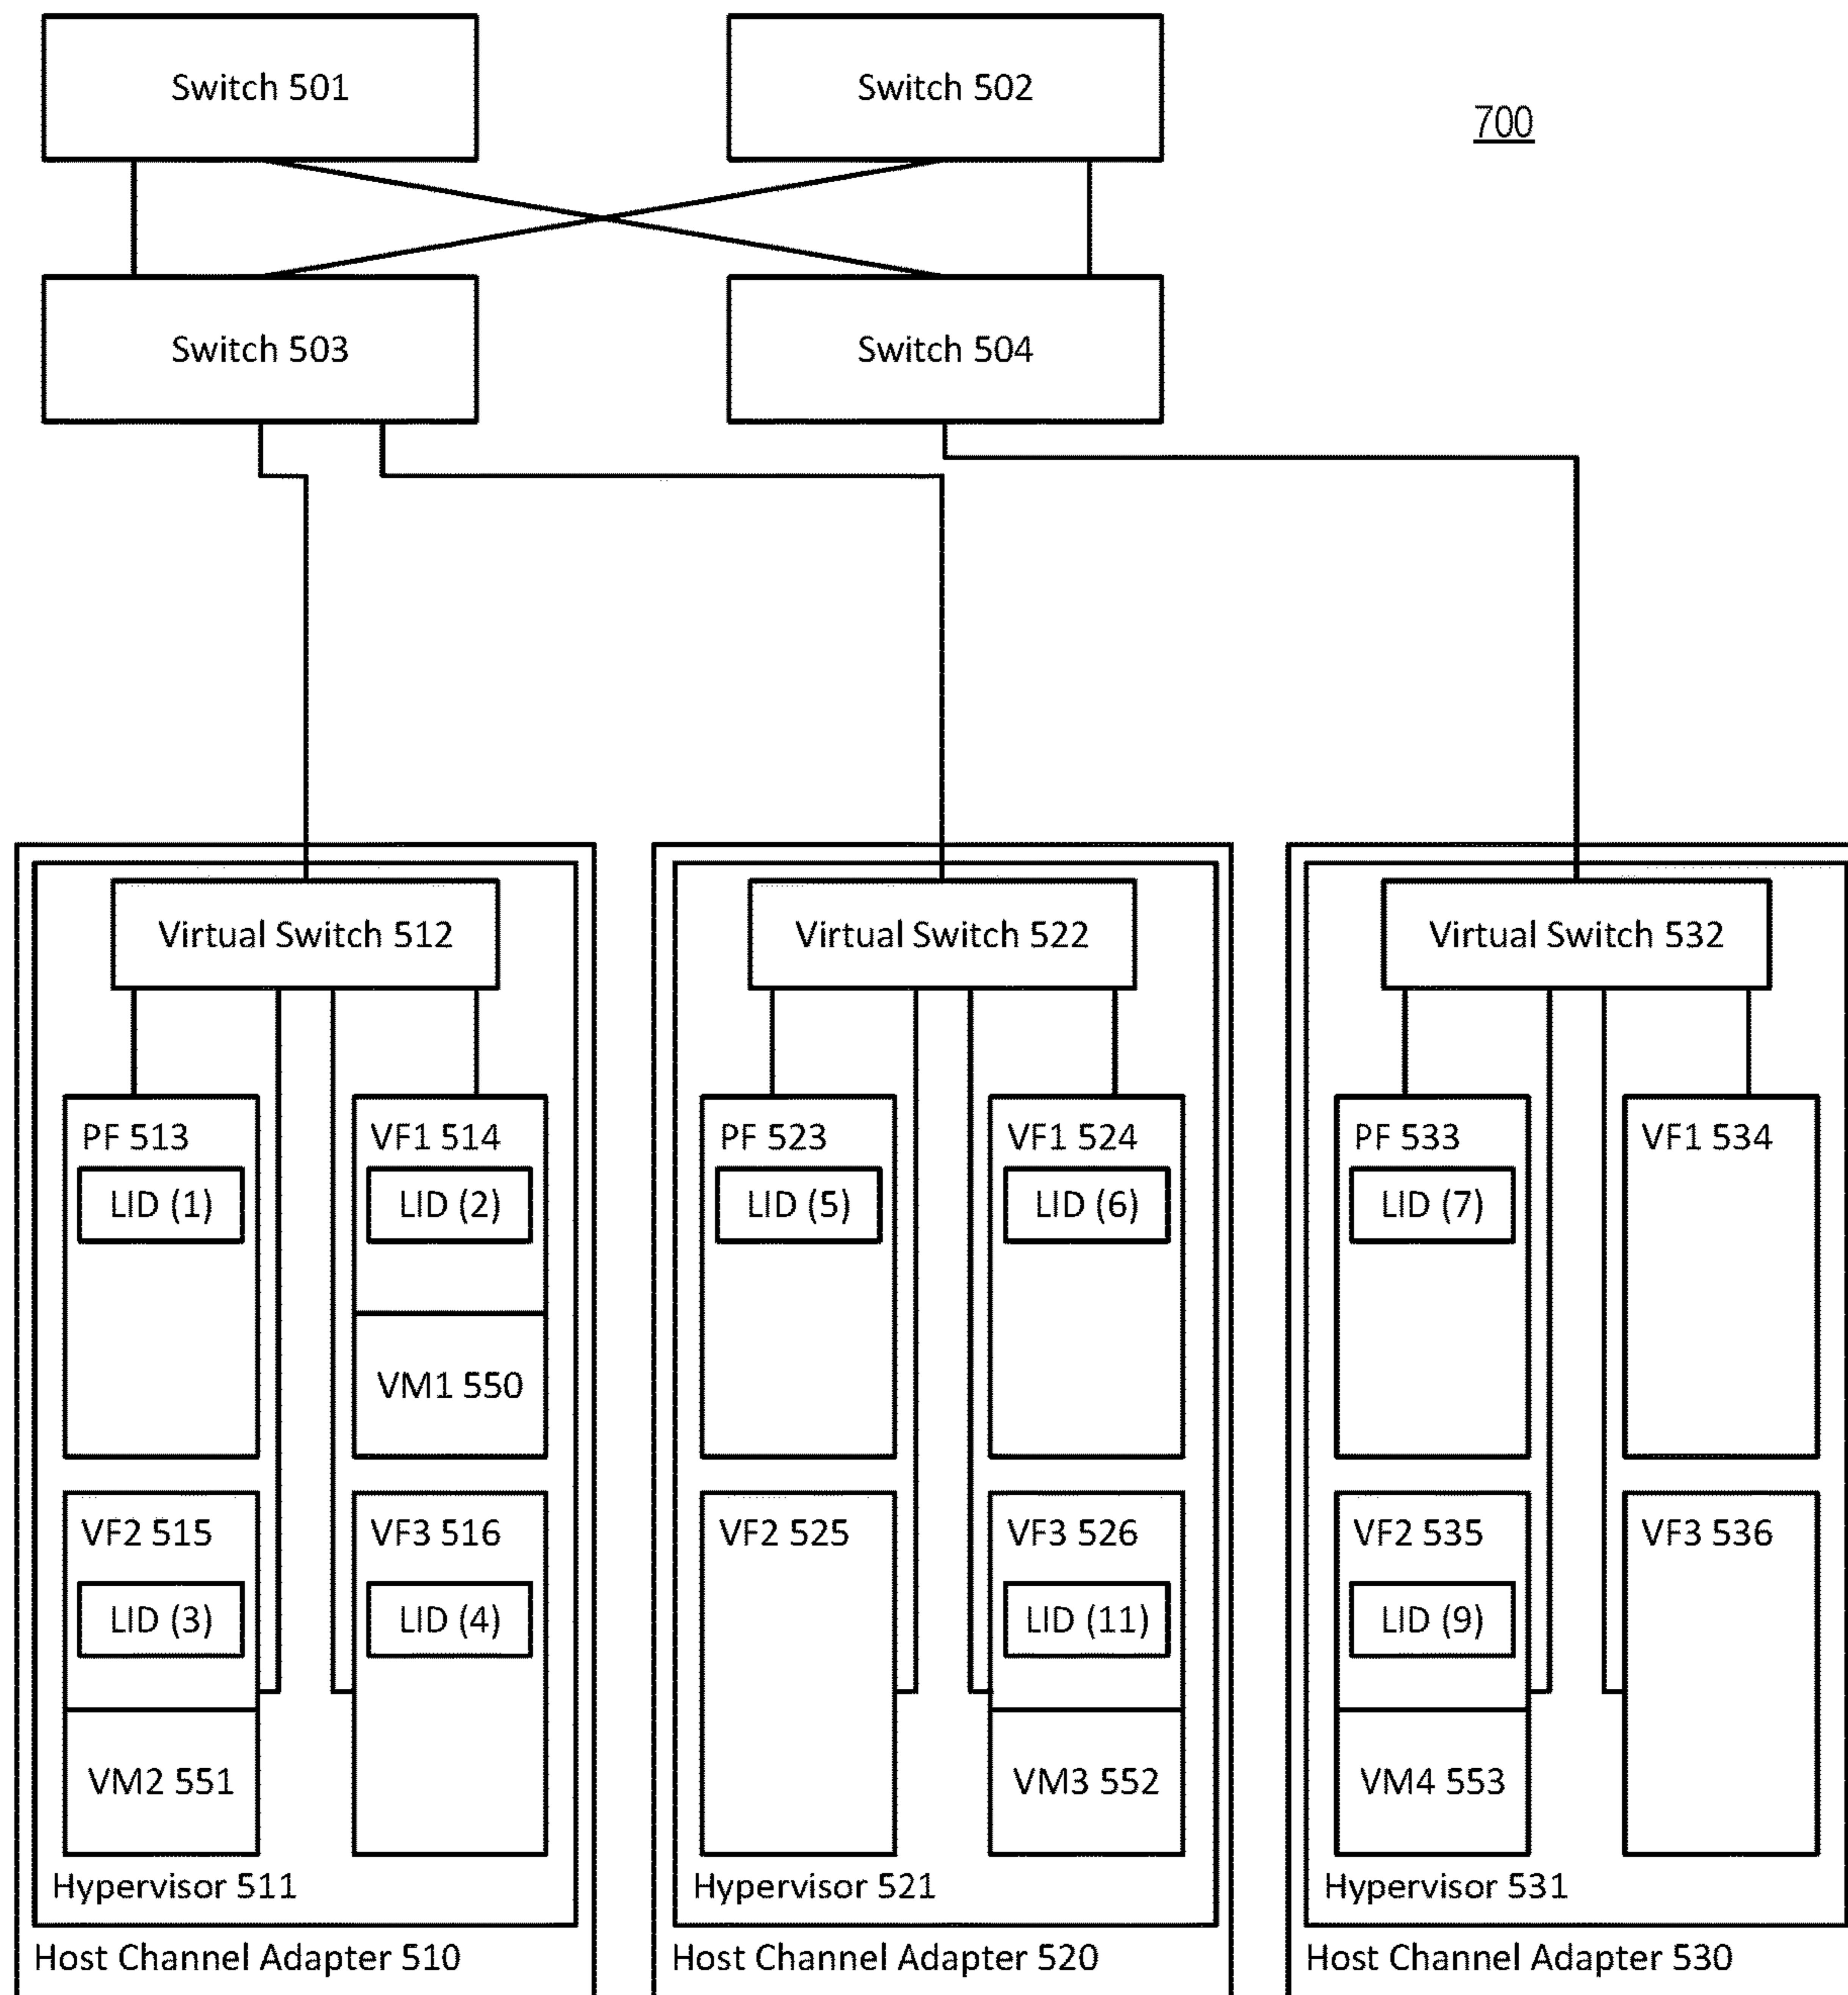 Switch 501
Switch 502
700
Switch 503
Switch 504
Virtual Switch 512
Virtual Switch 522
Virtual Switch 532
PF 513
LID (1)
VF1 514
LID (2)
VM1 550
VF2 515
LID (3)
VM2 551
VF3 516
LID (4)
Hypervisor 511
Host Channel Adapter 510
PF 523
LID (5)
VF1 524
LID (6)
VF2 525
VF3 526
LID (11)
VM3 552
Hypervisor 521
Host Channel Adapter 520
PF 533
LID (7)
VF1 534
VF2 535
LID (9)
VM4 553
VF3 536
Hypervisor 531
Host Channel Adapter 530